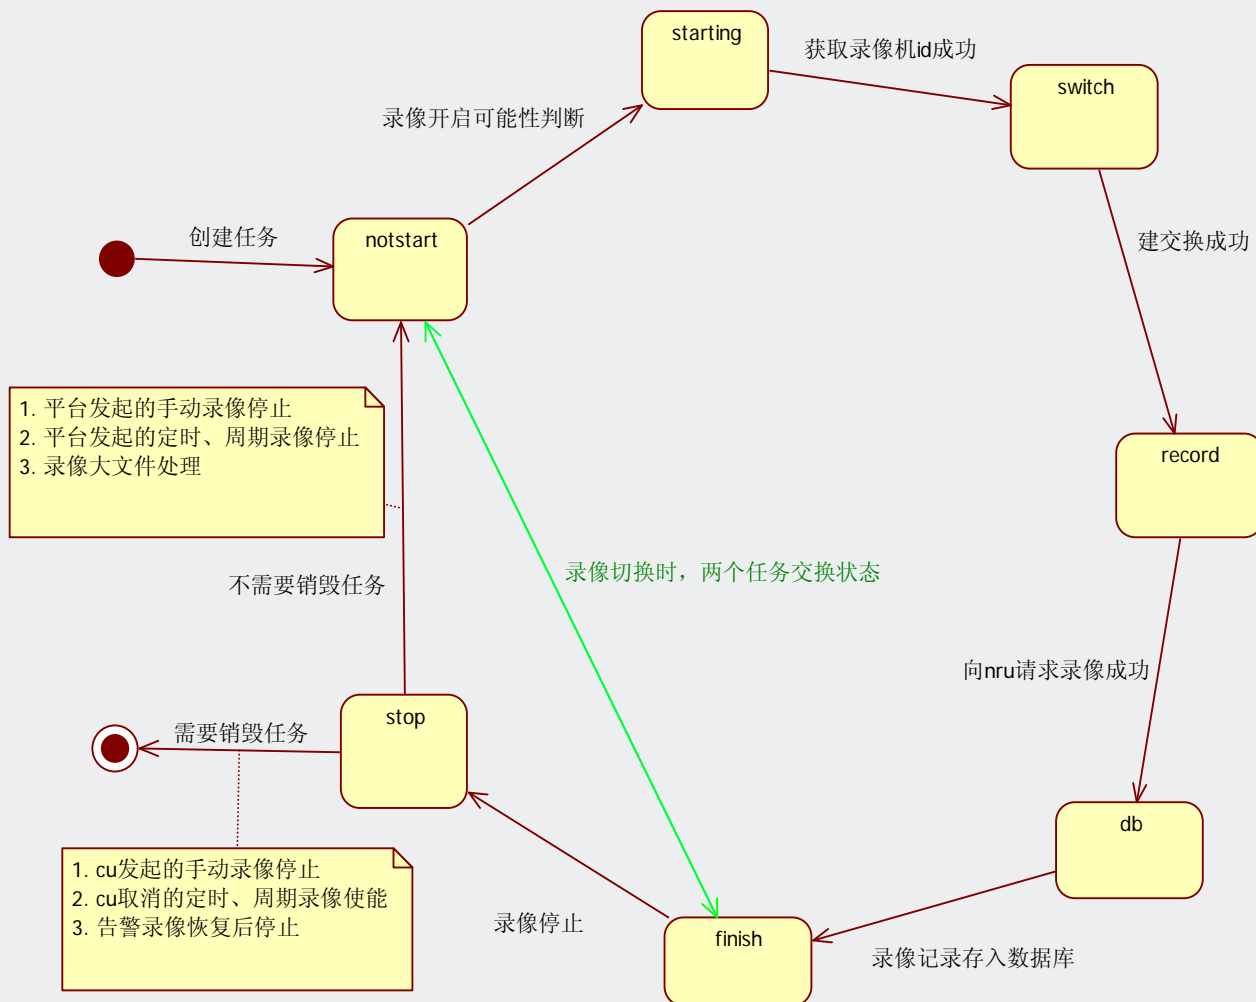 starting
获取录像机id成功
switch
录像开启可能性判断
创建任务
notstart
建交换成功
1. 平台发起的手动录像停止
2. 平台发起的定时、周期录像停止
3. 录像大文件处理
record
录像切换时，两个任务交换状态
不需要销毁任务
向nru请求录像成功
stop
需要销毁任务
db
1. cu发起的手动录像停止
2. cu取消的定时、周期录像使能
3. 告警录像恢复后停止
录像停止
finish
录像记录存入数据库